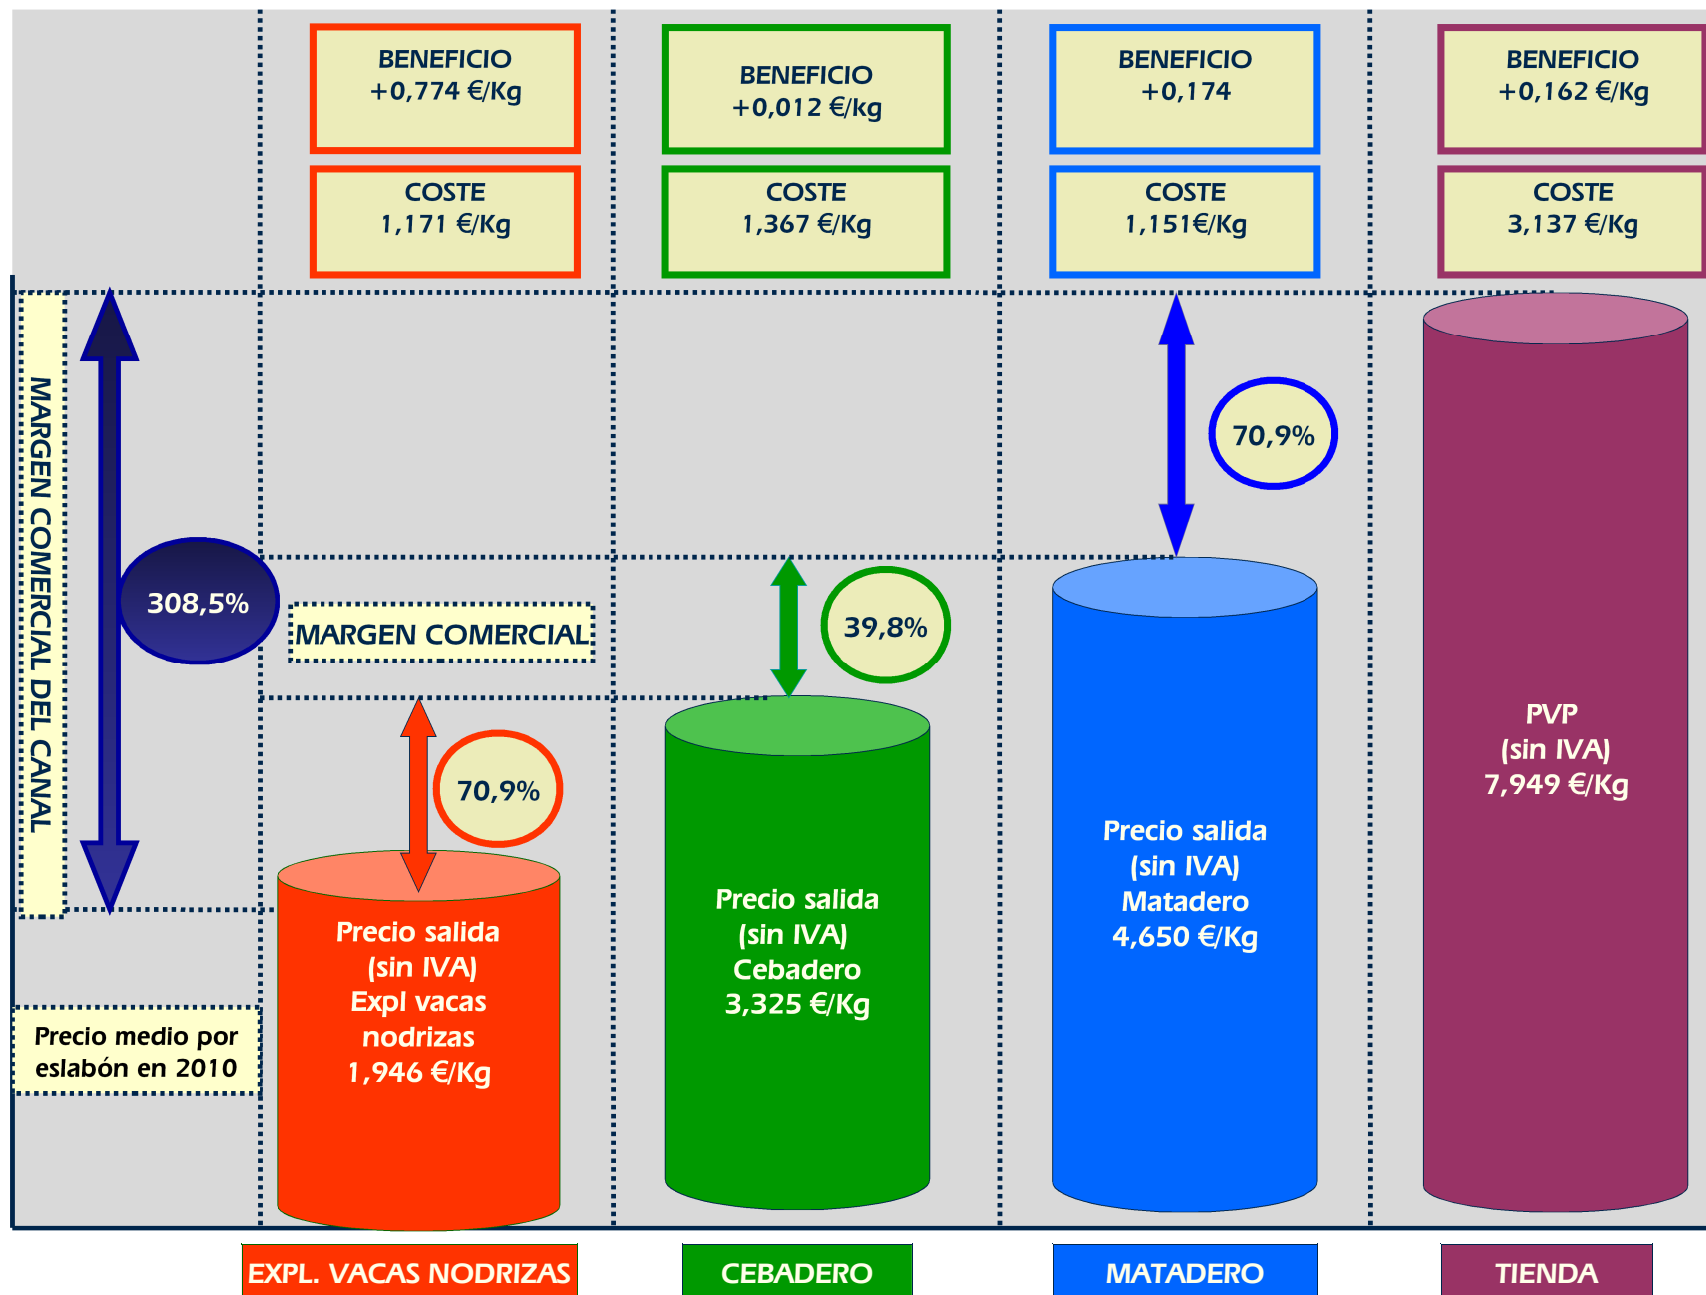 BENEFICIO
+0,774 €/Kg
BENEFICIO
+0,012 €/kg
BENEFICIO
+0,174
BENEFICIO
+0,162 €/Kg
COSTE
1,171 €/Kg
COSTE
1,367 €/Kg
COSTE
1,151€/Kg
COSTE
3,137 €/Kg
MARGEN COMERCIAL DEL CANAL
308,5%
MARGEN COMERCIAL
70,9%
39,8%
70,9%
Precio medio por
eslabón en 2010
Precio salida
(sin IVA)
Expl vacas
nodrizas
1,946 €/Kg
Precio salida
(sin IVA)
Cebadero
3,325 €/Kg
Precio salida
(sin IVA)
Matadero
4,650 €/Kg
PVP
(sin IVA)
7,949 €/Kg
EXPL. VACAS NODRIZAS
CEBADERO
MATADERO
TIENDA